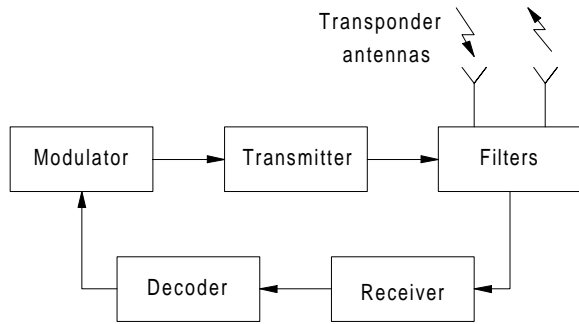 Transponder
antennas
Modulator
Transmitter
Filters
Decoder
Receiver